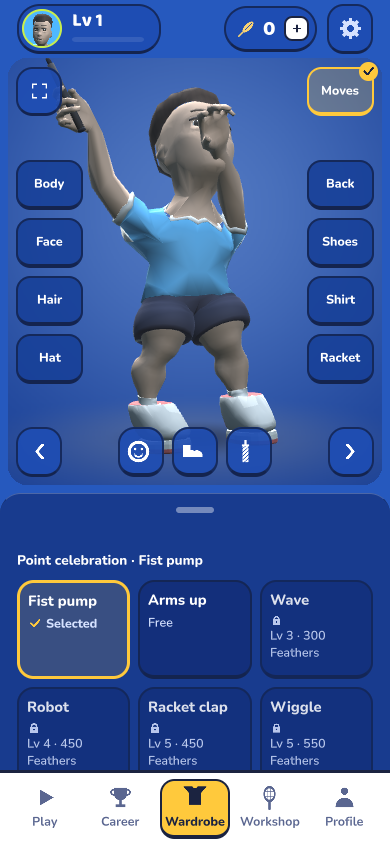 Lv 1
0
+
Moves
Body
Back
Face
Shoes
Hair
Shirt
Hat
Racket
Point celebration · Fist pump
Fist pump
Selected
Arms up
Free
Wave
Lv 3 · 300
Feathers
Robot
Lv 4 · 450
Feathers
Racket clap
Lv 5 · 450
Feathers
Wiggle
Lv 5 · 550
Feathers
Play
Career
Wardrobe
Workshop
Profile